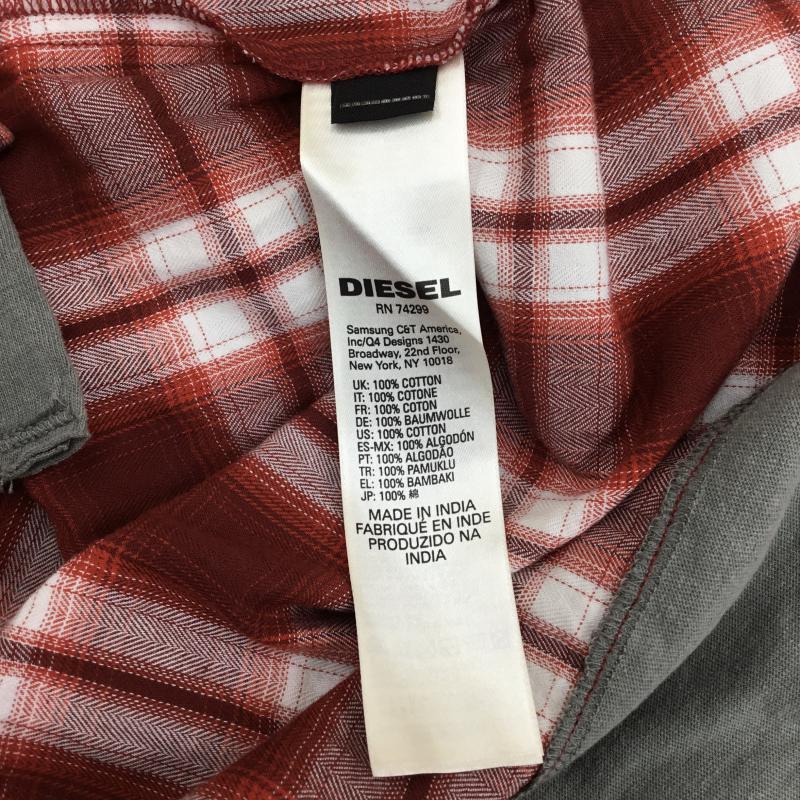 DIESEL
RN 74299
Samsung C&T America,
Inc/Q4 Designs 1430
Broadway, 22nd Floor,
New York, NY 10018
UK: 100% COTTON
IT: 100% COTONE
FR: 100% COTON
DE: 100% BAUMWOLLE
US: 100% COTTON
ES-MX: 100% ALGODÓN
PT: 100% ALGODÃO
TR: 100% PAMUKLU
EL: 100% BAMBAKI
JP: 100% 綿
MADE IN INDIA
FABRIQUÉ EN INDE
PRODUZIDO NA
INDIA